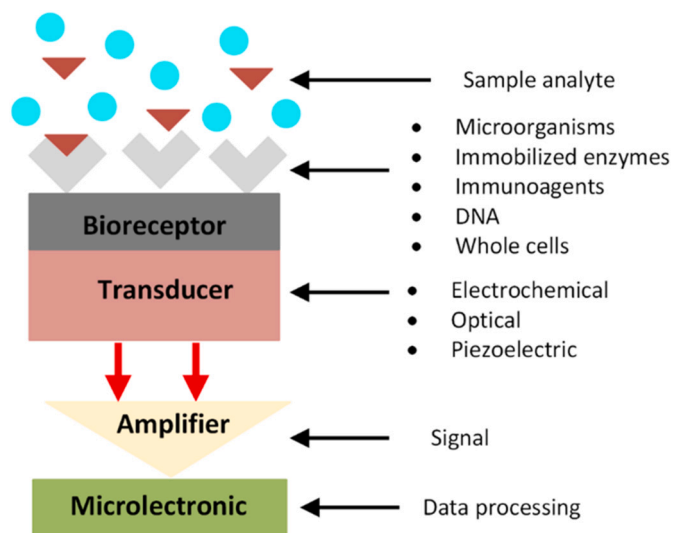 Sample analyte
• Microorganisms
• Immobilized enzymes
• Immunoagents
• DNA
• Whole cells
Bioreceptor
Transducer
• Electrochemical
• Optical
• Piezoelectric
Amplifier
Signal
Microlectronic
Data processing